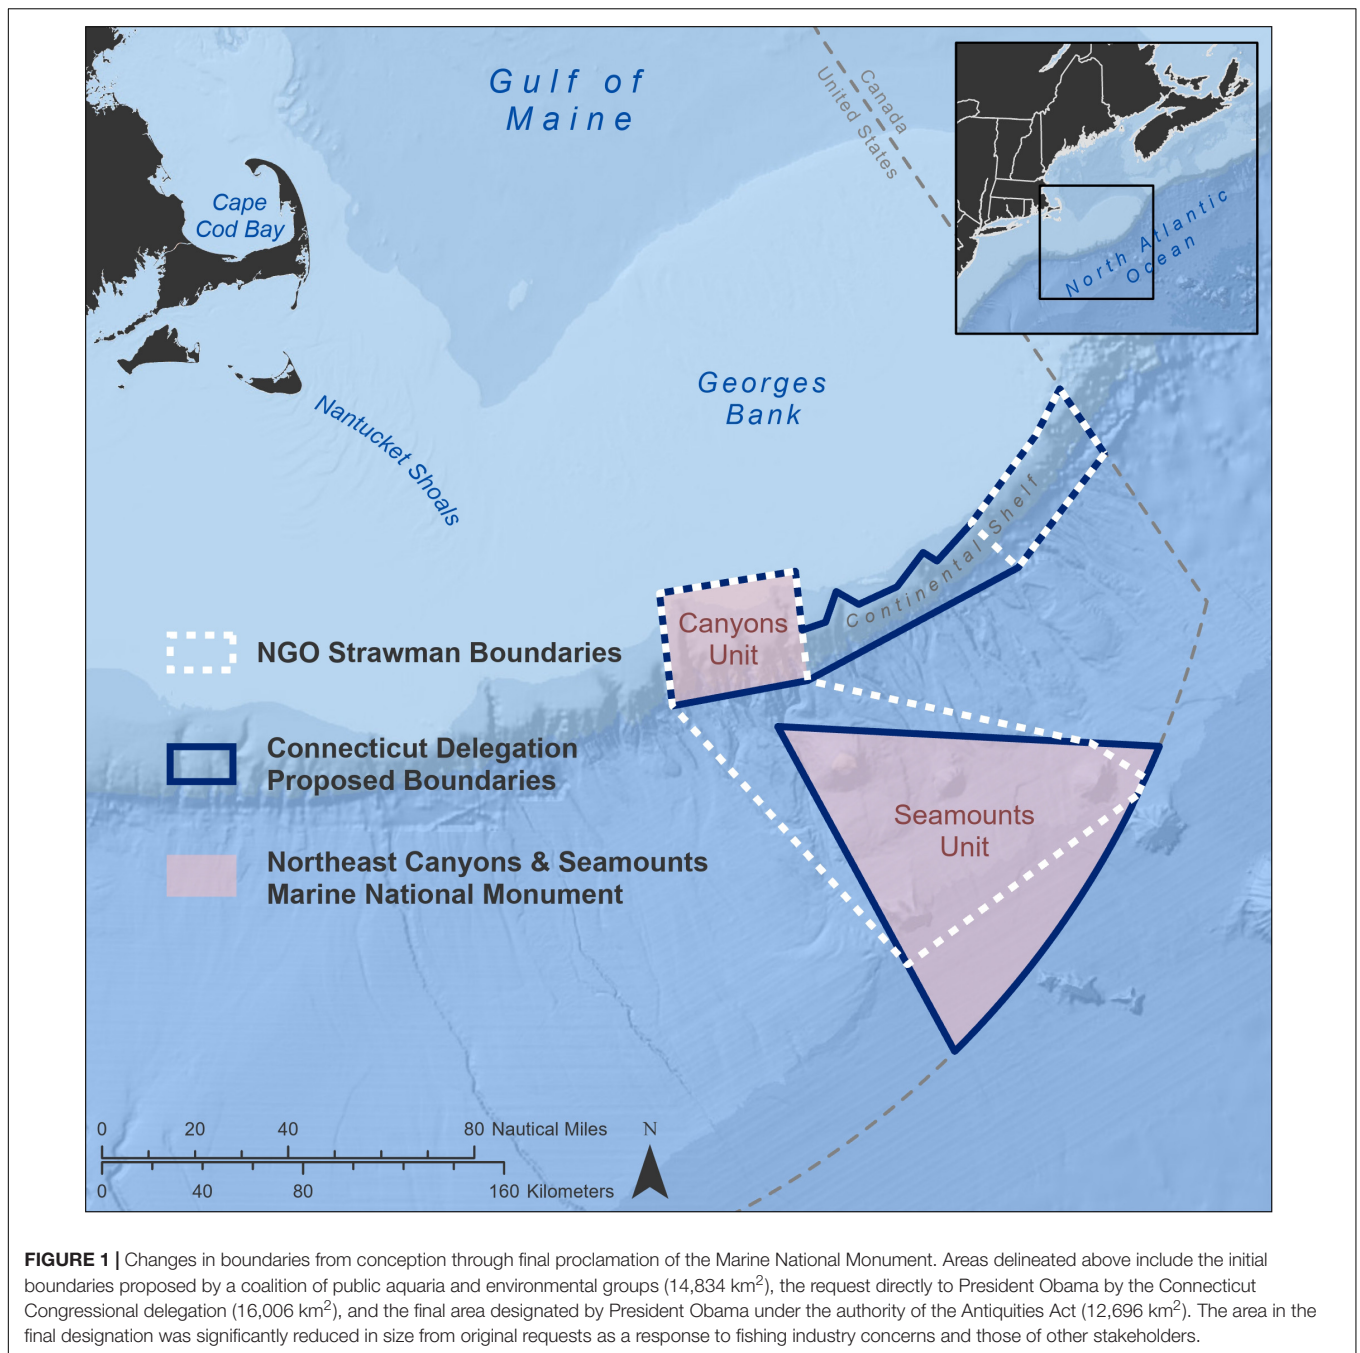 Gulf of
Maine
Canada
United States
Cape
Cod Bay
North Atlantic
Ocean
Georges
Bank
Nantucket Shoals
Continental Shelf
Canyons
Unit
NGO Strawman Boundaries
Connecticut Delegation
Proposed Boundaries
Seamounts
Unit
Northeast Canyons & Seamounts
Marine National Monument
0 20 40 80 Nautical Miles
N
0 40 80 160 Kilometers
FIGURE 1 | Changes in boundaries from conception through final proclamation of the Marine National Monument. Areas delineated above include the initial
boundaries proposed by a coalition of public aquaria and environmental groups (14,834 km²), the request directly to President Obama by the Connecticut
Congressional delegation (16,006 km²), and the final area designated by President Obama under the authority of the Antiquities Act (12,696 km²). The area in the
final designation was significantly reduced in size from original requests as a response to fishing industry concerns and those of other stakeholders.